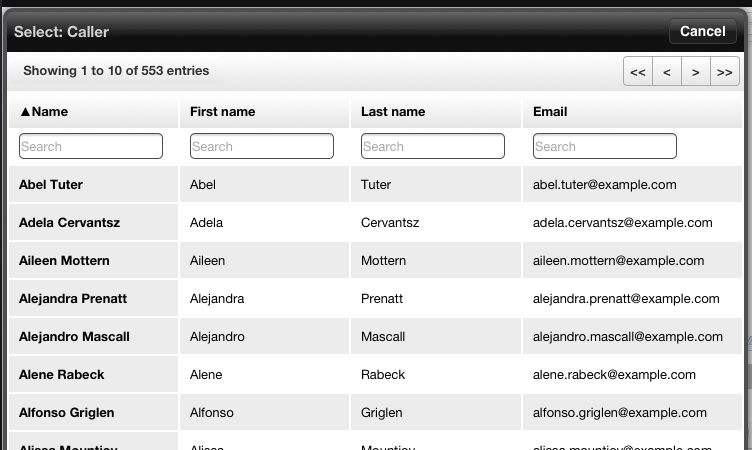 Select: Caller Cancel
Showing 1 to 10 of 553 entries << < > >>
▲Name First name Last name Email
Search Search Search Search
Abel Tuter Abel Tuter abel.tuter@example.com
Adela Cervantsz Adela Cervantsz adela.cervantsz@example.com
Aileen Mottern Aileen Mottern aileen.mottern@example.com
Alejandra Prenatt Alejandra Prenatt alejandra.prenatt@example.com
Alejandro Mascall Alejandro Mascall alejandro.mascall@example.com
Alene Rabeck Alene Rabeck alene.rabeck@example.com
Alfonso Griglen Alfonso Griglen alfonso.griglen@example.com